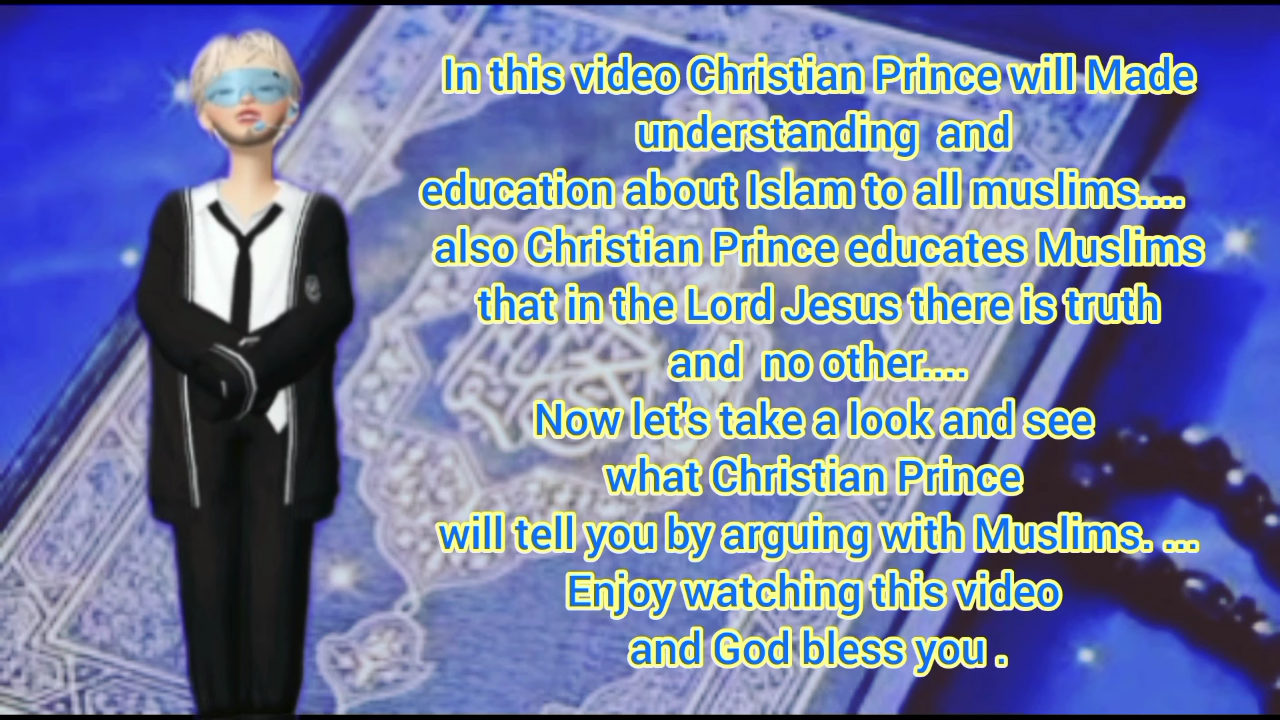 In this video Christian Prince will Made
understanding and
education about Islam to all muslims....
also Christian Prince educates Muslims
that in the Lord Jesus there is truth
and no other....
Now let's take a look and see
what Christian Prince
will tell you by arguing with Muslims. ...
Enjoy watching this video
and God bless you .